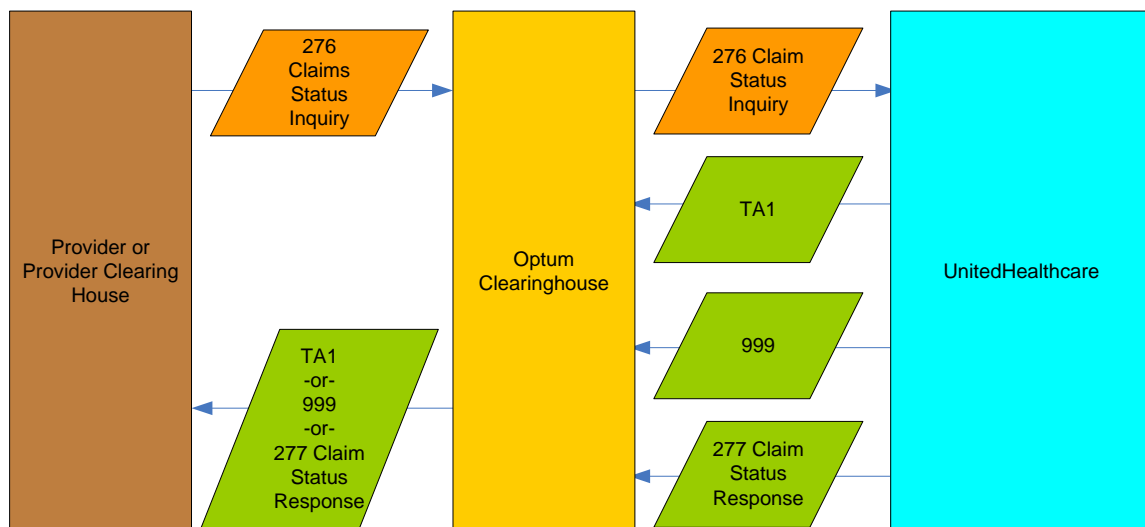 276
Claims
Status
Inquiry
276 Claim
Status
Inquiry
TA1
Provider or
Provider Clearing
House
Optum
Clearinghouse
UnitedHealthcare
999
TA1
-or-
999
-or-
277 Claim
Status
Response
277 Claim
Status
Response